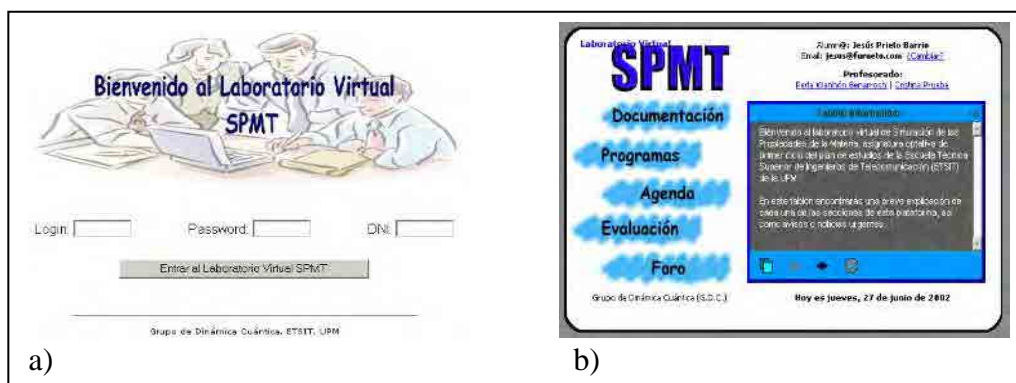 Bienvenido al Laboratorio Virtual
SPMT
Login:
Password:
DNI:
Entrar al Laboratorio Virtual SPMT
Grupo de Dinámica Cuántica. ETSIT. UPM
a)
Laboratorio Virtual
SPMT
Documentación
Programas
Agenda
Evaluación
Foro
Grupo de Dinámica Cuántica (G.D.C.)
Alumn@: Jesús Prieto Barrio
Email: jesus@furueto.com (Cambiar)
Profesorado:
Cristina Prueba
Bienvenido al laboratorio virtual de Simulación de las
Propiedades de la Materia, asignatura optativa de
primer ciclo del plan de estudios de la Escuela Técnica
Superior de Ingenieros de Telecomunicación (ETSIT)
de la UPM
En este tablón encontrarás una breve explicación de
cada una de las secciones de esta plataforma, así
como avisos o noticias urgentes.
Hoy es jueves, 27 de junio de 2002
b)